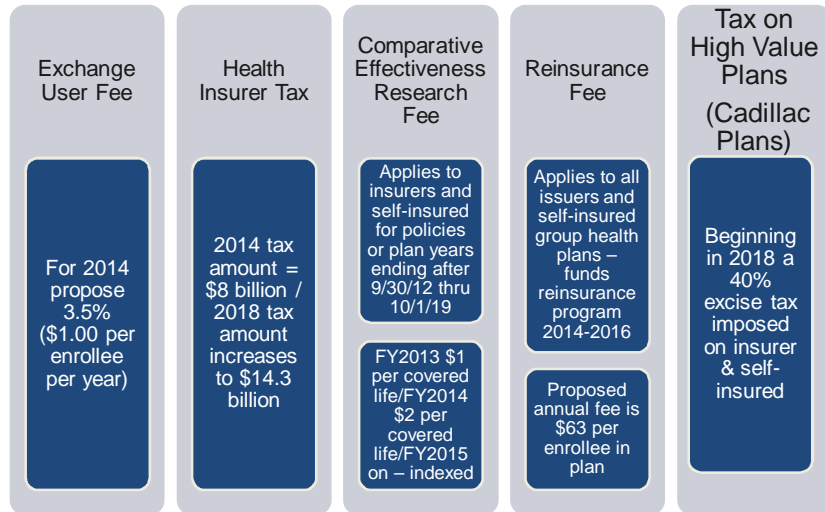 Exchange
User Fee
For 2014
propose
3.5%
($1.00 per
enrollee
per year)
Health
Insurer Tax
2014 tax
amount =
$8 billion /
2018 tax
amount
increases
to $14.3
billion
Comparative
Effectiveness
Research
Fee
Applies to
insurers and
self-insured
for policies
or plan years
ending after
9/30/12 thru
10/1/19
FY2013 $1
per covered
life/FY2014
$2 per
covered
life/FY2015
on – indexed
Reinsurance
Fee
Applies to all
issuers and
self-insured
group health
plans –
funds
reinsurance
program
2014-2016
Proposed
annual fee is
$63 per
enrollee in
plan
Tax on
High Value
Plans
(Cadillac
Plans)
Beginning
in 2018 a
40%
excise tax
imposed
on insurer
& self-
insured